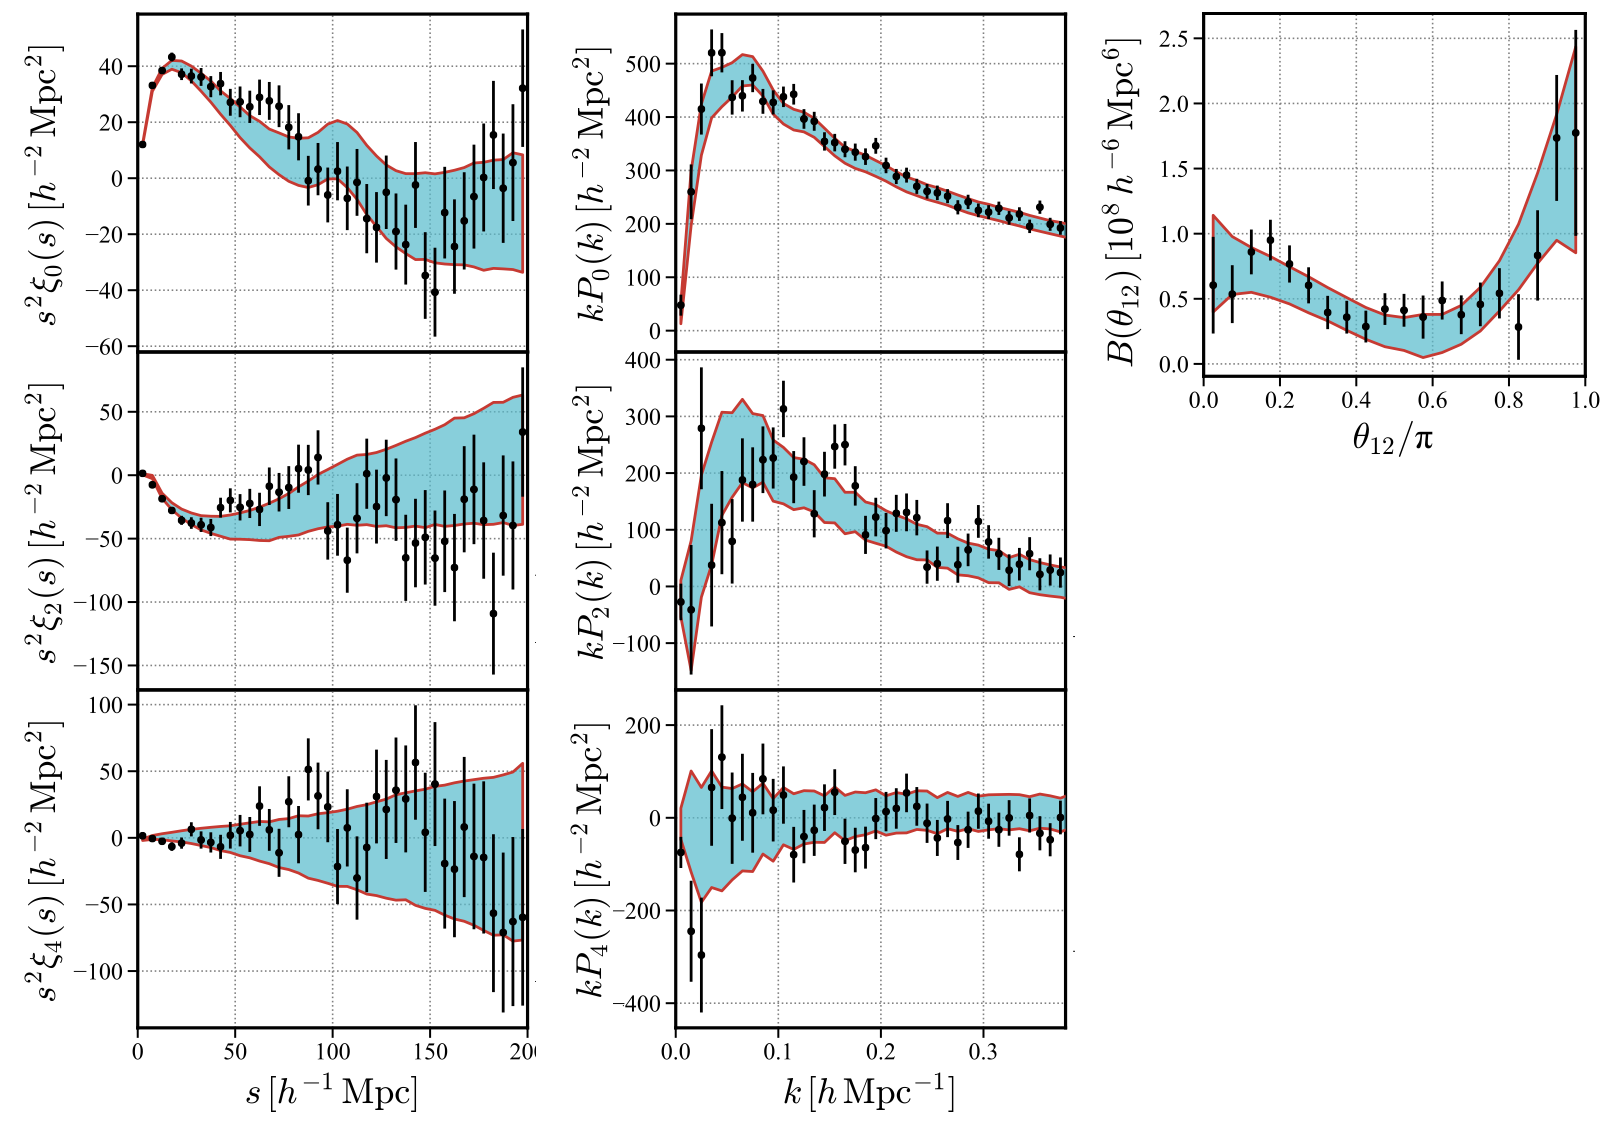 s²ξ₀(s) [h⁻² Mpc²]
40
20
0
−20
−40
−60
s²ξ₂(s) [h⁻² Mpc²]
50
0
−50
−100
−150
s²ξ₄(s) [h⁻² Mpc²]
100
50
0
−50
−100
0 50 100 150
s [h⁻¹ Mpc]
kP₀(k) [h⁻² Mpc²]
500
400
300
200
100
0
kP₂(k) [h⁻² Mpc²]
400
300
200
100
0
−100
kP₄(k) [h⁻² Mpc²]
200
0
−200
−400
0.0 0.1 0.2 0.3
k [h Mpc⁻¹]
B(θ₁₂) [10⁸ h⁻⁶ Mpc⁶]
2.5
2.0
1.5
1.0
0.5
0.0
0.0 0.2 0.4 0.6 0.8 1.0
θ₁₂/π